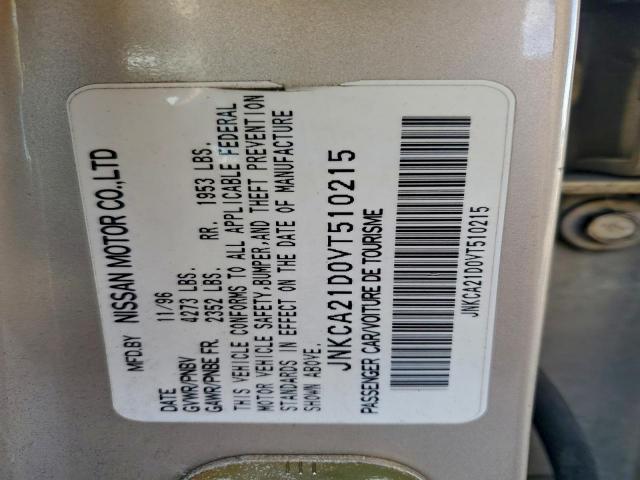 MFD.BY NISSAN MOTOR CO.,LTD
DATE 11/96
GVWR/PNBV 4273 LBS.
GAWR/PNBE FR. 2352 LBS. RR. 1953 LBS.
THIS VEHICLE CONFORMS TO ALL APPLICABLE FEDERAL
MOTOR VEHICLE SAFETY,BUMPER,AND THEFT PREVENTION
STANDARDS IN EFFECT ON THE DATE OF MANUFACTURE
SHOWN ABOVE.
JNKCA21D0VT510215
PASSENGER CAR/VOITURE DE TOURISME
JNKCA21D0VT510215